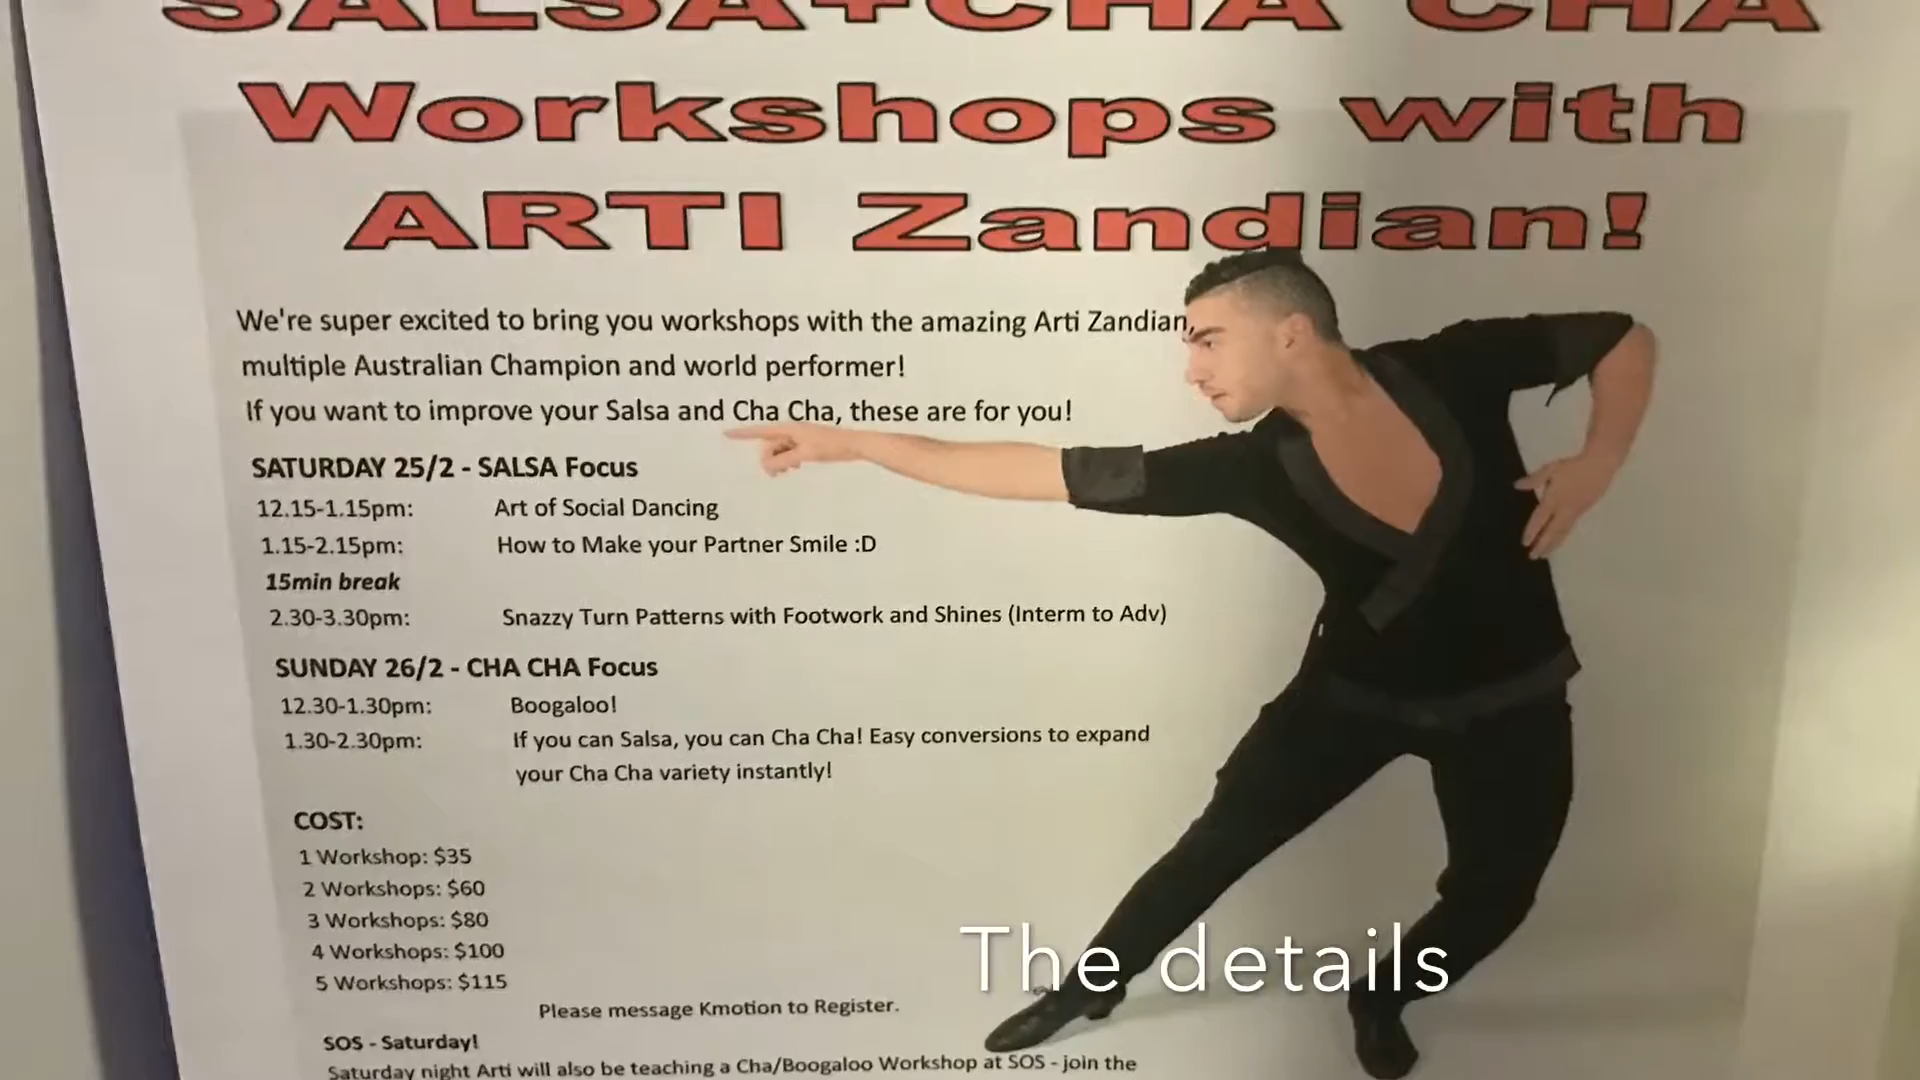 SALSA+CHA CHA
Workshops with
ARTI Zandian!
We're super excited to bring you workshops with the amazing Arti Zandian,
multiple Australian Champion and world performer!
If you want to improve your Salsa and Cha Cha, these are for you!
SATURDAY 25/2 - SALSA Focus
12.15-1.15pm: Art of Social Dancing
1.15-2.15pm: How to Make your Partner Smile :D
15min break
2.30-3.30pm: Snazzy Turn Patterns with Footwork and Shines (Interm to Adv)
SUNDAY 26/2 - CHA CHA Focus
12.30-1.30pm: Boogaloo!
1.30-2.30pm: If you can Salsa, you can Cha Cha! Easy conversions to expand
your Cha Cha variety instantly!
COST:
1 Workshop: $35
2 Workshops: $60
3 Workshops: $80
4 Workshops: $100
5 Workshops: $115
The details
Please message Kmotion to Register.
SOS - Saturday!
Saturday night Arti will also be teaching a Cha/Boogaloo Workshop at SOS - join the